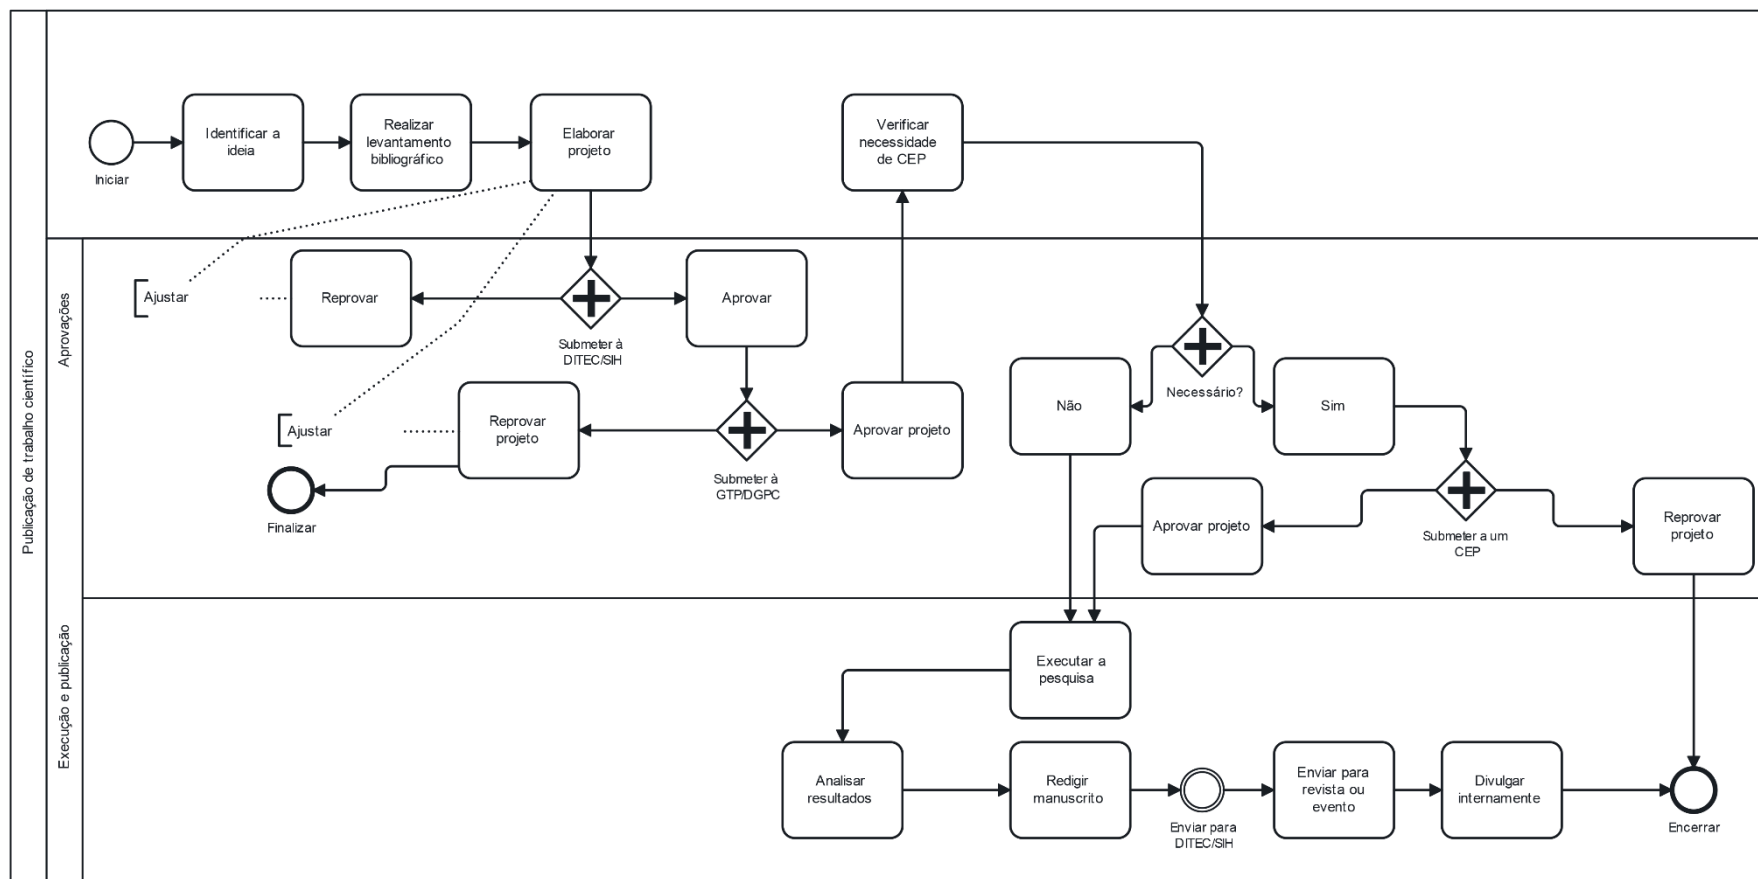 Publicação de trabalho científico
Iniciar
Identificar a
ideia
Realizar
levantamento
bibliográfico
Elaborar
projeto
Verificar
necessidade
de CEP
Aprovações
Ajustar
Reprovar
Submeter à
DITEC/SIH
Aprovar
Ajustar
Reprovar
projeto
Submeter à
GTP/DGPC
Aprovar projeto
Finalizar
Não
Necessário?
Sim
Aprovar projeto
Submeter a um
CEP
Reprovar
projeto
Execução e publicação
Executar a
pesquisa
Analisar
resultados
Redigir
manuscrito
Enviar para
DITEC/SIH
Enviar para
revista ou
evento
Divulgar
internamente
Encerrar